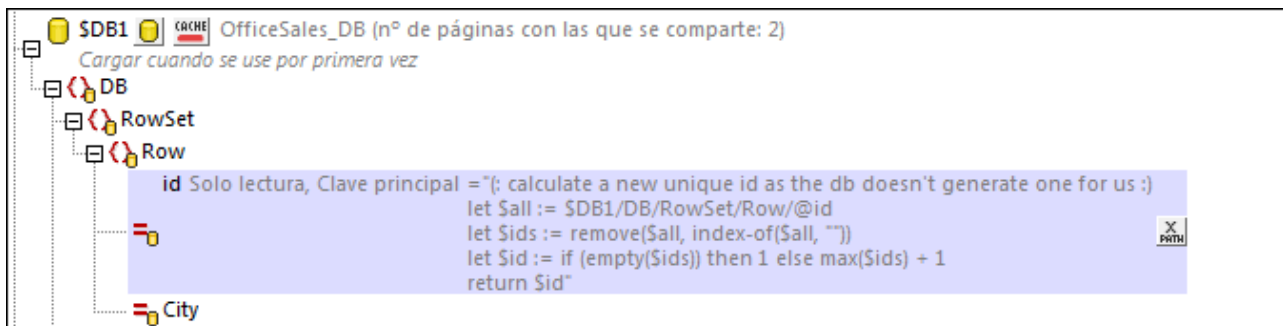 $DB1 CACHE OfficeSales_DB (nº de páginas con las que se comparte: 2)
Cargar cuando se use por primera vez
DB
RowSet
Row
id Solo lectura, Clave principal ="(: calculate a new unique id as the db doesn't generate one for us :)
let $all := $DB1/DB/RowSet/Row/@id
let $ids := remove($all, index-of($all, ""))
let $id := if (empty($ids)) then 1 else max($ids) + 1
return $id"
X
PATH
City